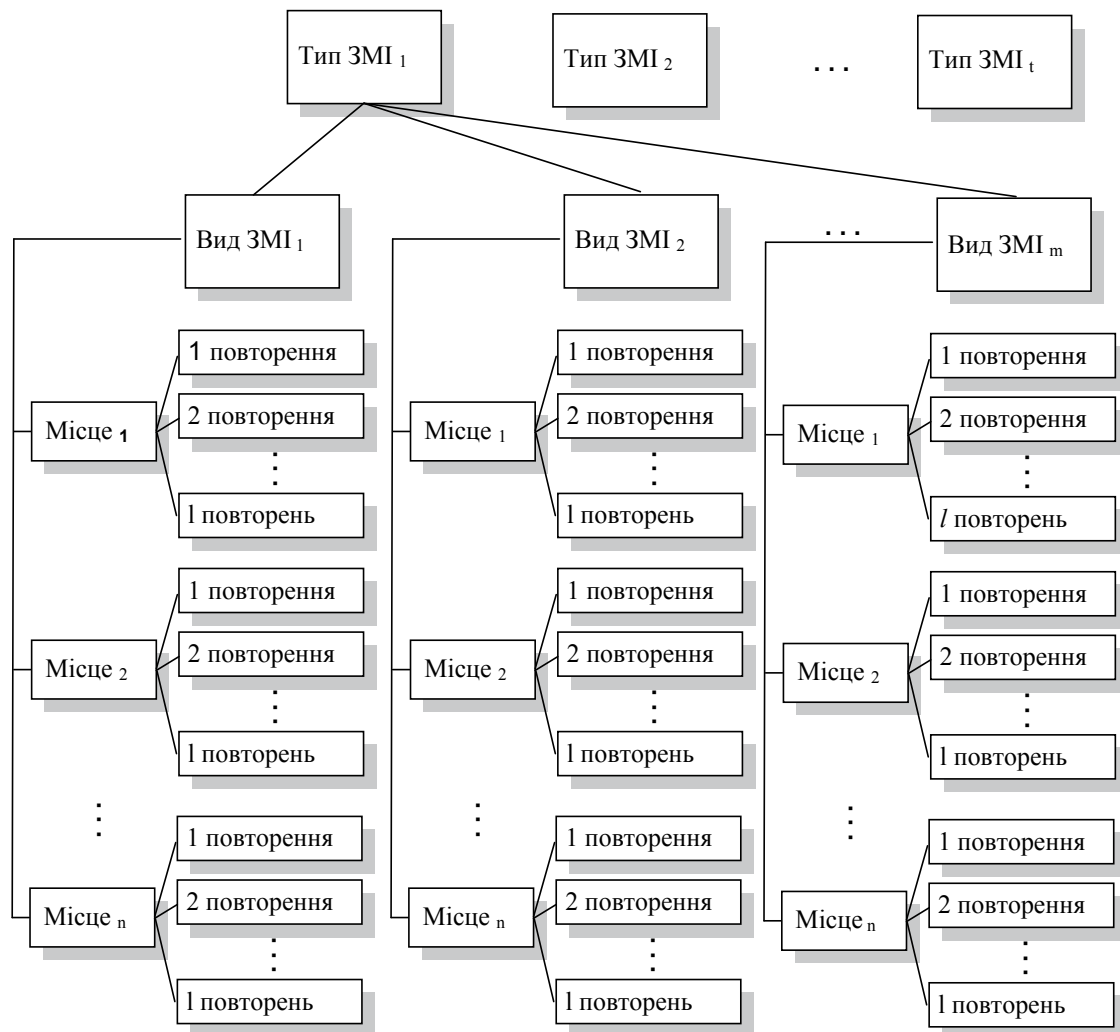 Тип ЗМІ 1
Тип ЗМІ 2
...
Тип ЗМІ t
Вид ЗМІ 1
Вид ЗМІ 2
...
Вид ЗМІ m
Місце 1
1 повторення
2 повторення
...
l повторень
Місце 2
1 повторення
2 повторення
...
l повторень
...
Місце n
1 повторення
2 повторення
...
l повторень
Місце 1
1 повторення
2 повторення
...
l повторень
Місце 2
1 повторення
2 повторення
...
l повторень
...
Місце n
1 повторення
2 повторення
...
l повторень
Місце 1
1 повторення
2 повторення
...
l повторень
Місце 2
1 повторення
2 повторення
...
l повторень
...
Місце n
1 повторення
2 повторення
...
l повторень